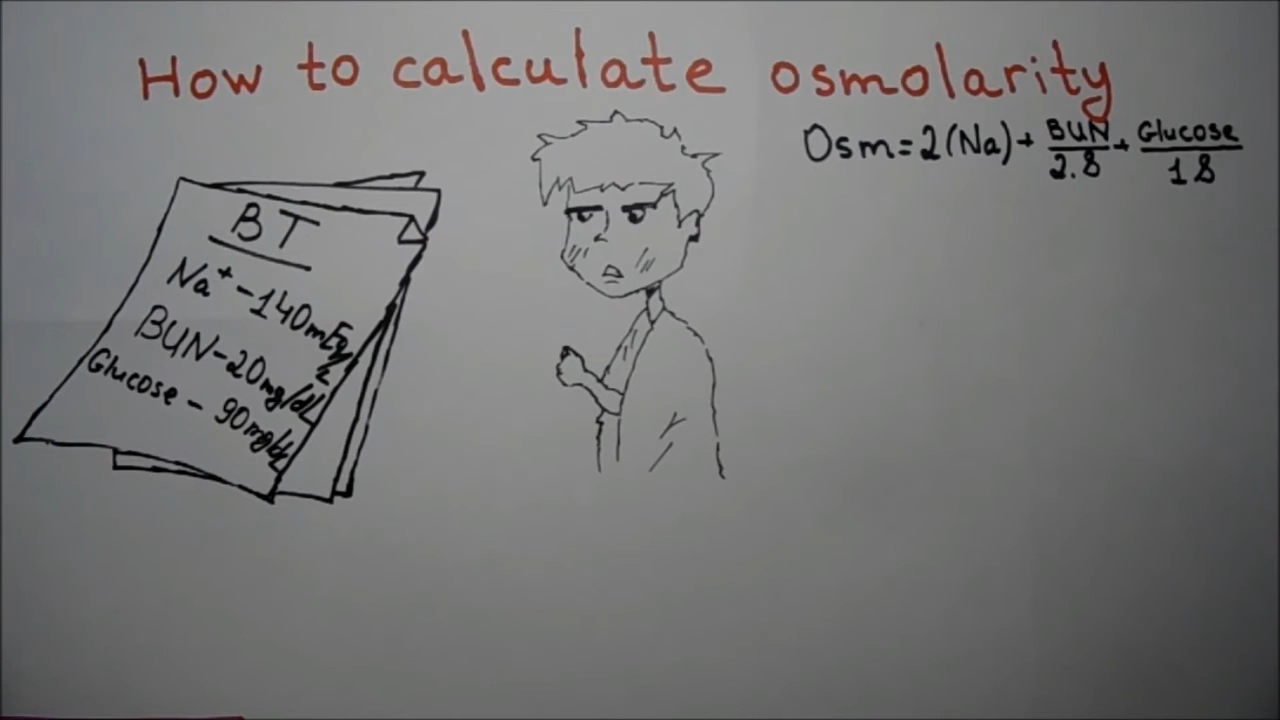 How to calculate osmolarity
Osm=2(Na)+ BUN/2.8 + Glucose/18
BT
Na⁺-140mEq/L
BUN-20mg/dL
Glucose - 90mg/dL